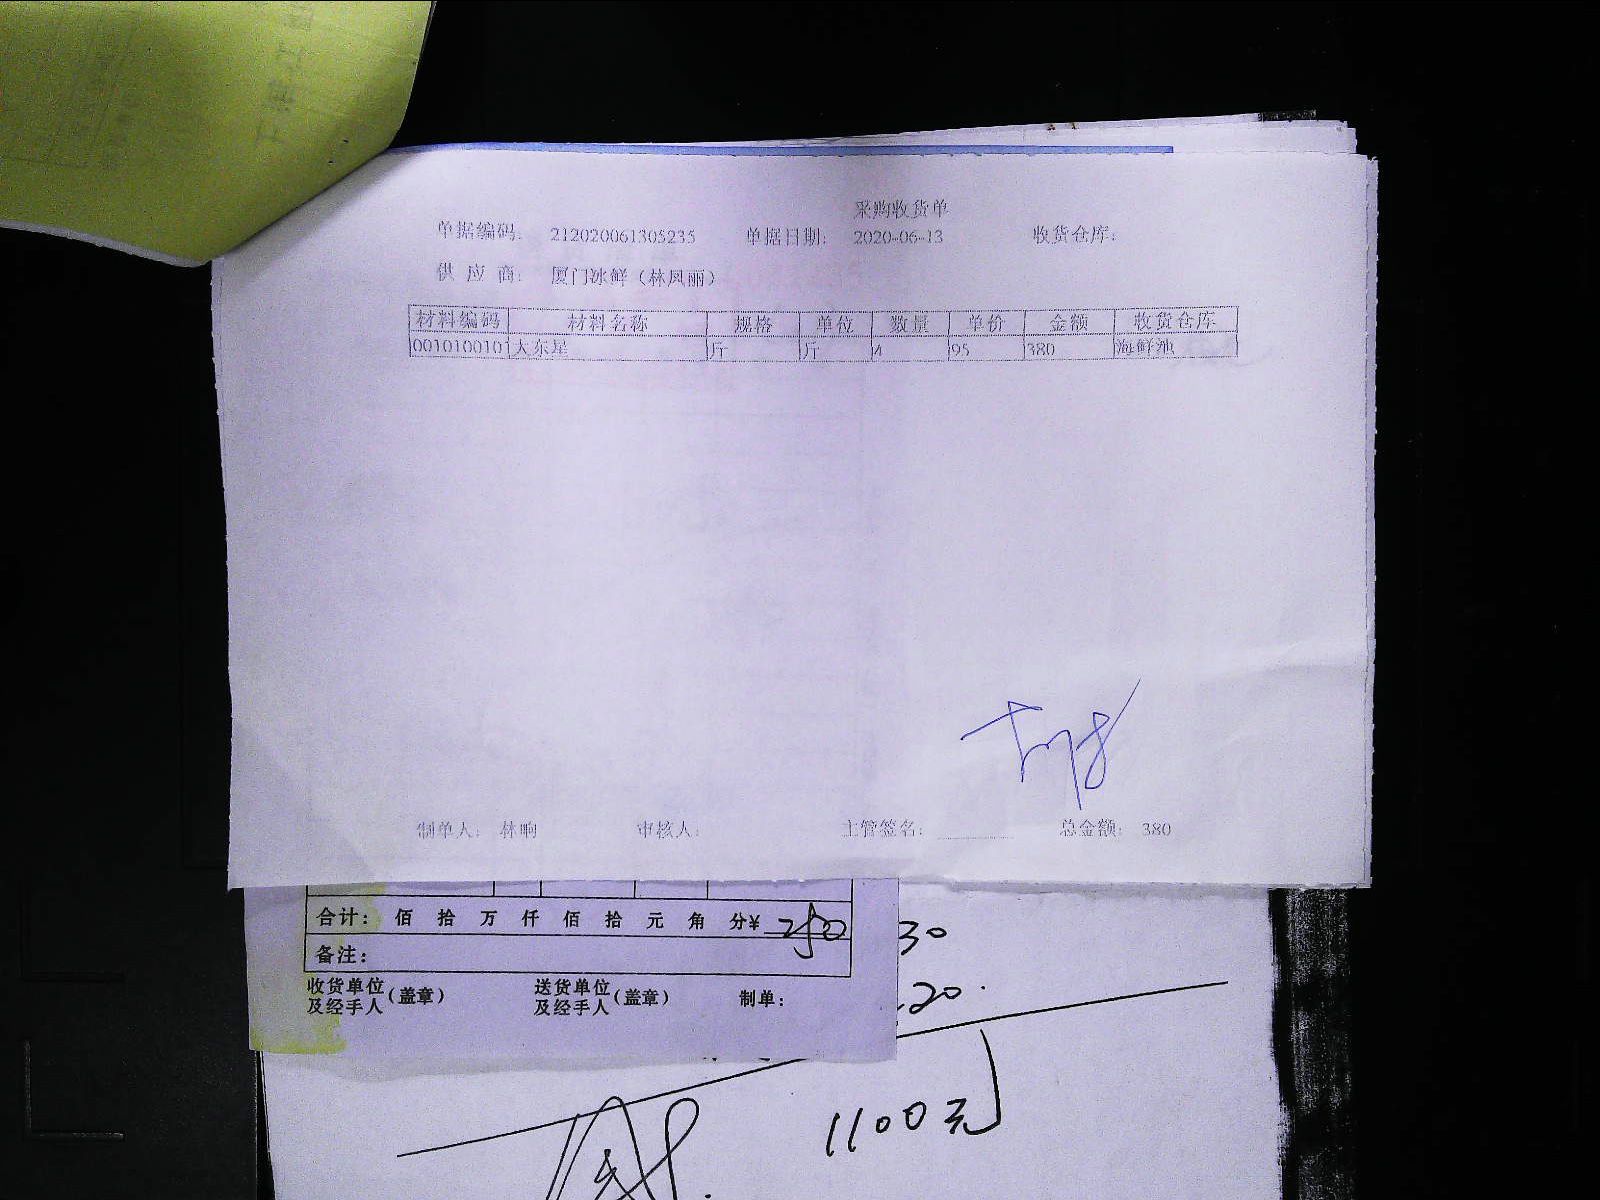 采购收货单
单据编码: 212020061305235 单据日期: 2020-06-13 收货仓库:
供应商: 厦门冰鲜（林凤丽）
材料编码 材料名称 规格 单位 数量 单价 金额 收货仓库
001010010 大东星 斤 斤 4 95 380 海鲜池
制单人: 林响 审核人: 主管签名: 总金额: 380
合计: 佰 拾 万 仟 佰 拾 元 角 分¥ 250
备注:
收货单位及经手人(盖章) 送货单位及经手人(盖章) 制单:
30
20.
1100元